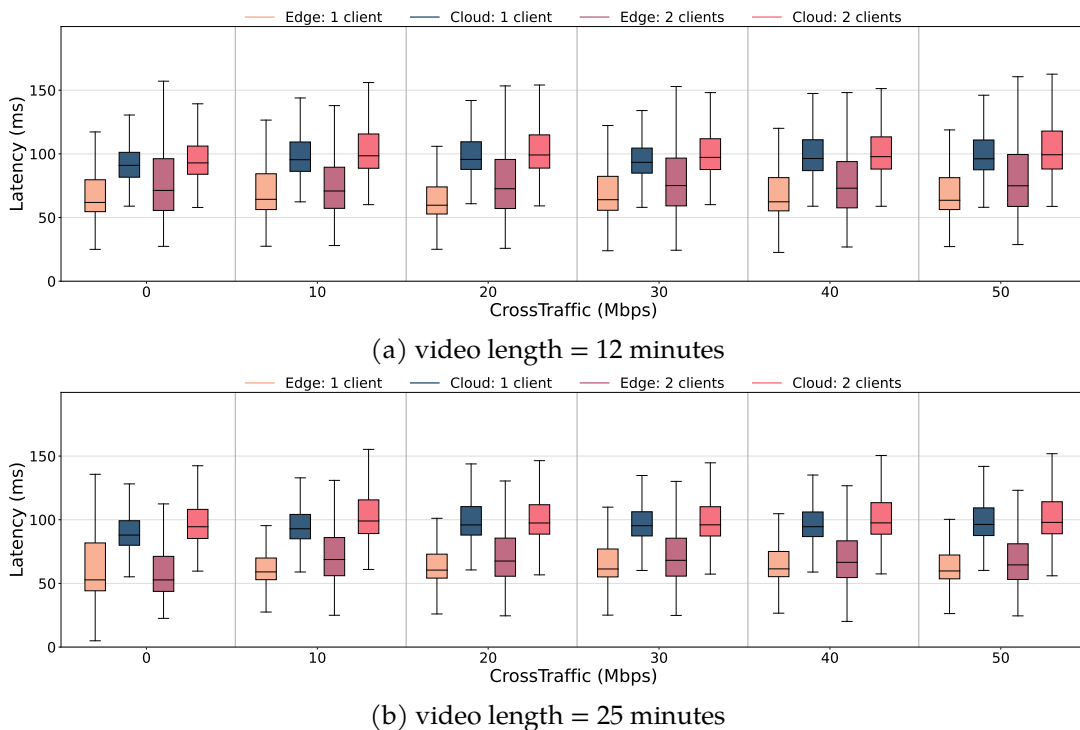 Edge: 1 client Cloud: 1 client Edge: 2 clients Cloud: 2 clients
150
100
50
0
Latency (ms)
0 10 20 30 40 50
CrossTraffic (Mbps)
(a) video length = 12 minutes
Edge: 1 client Cloud: 1 client Edge: 2 clients Cloud: 2 clients
150
100
50
0
Latency (ms)
0 10 20 30 40 50
CrossTraffic (Mbps)
(b) video length = 25 minutes